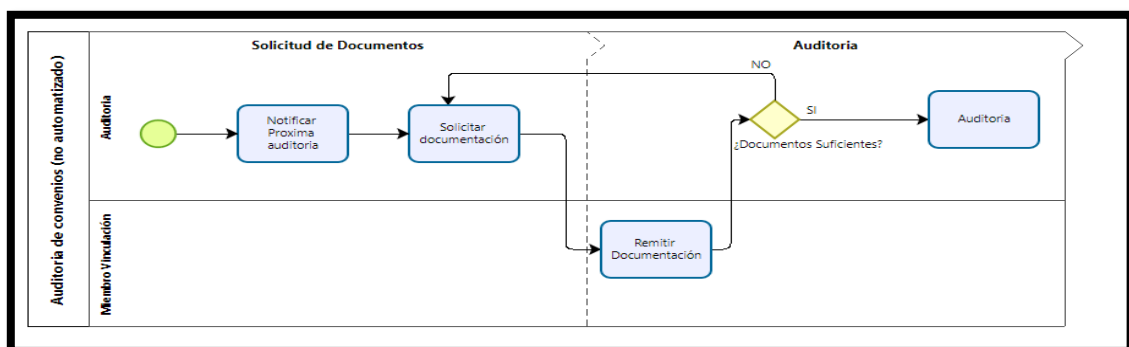 Auditoria de convenios (no automatizado)
Solicitud de Documentos
Auditoria
Auditoria
Notificar
Proxima
auditoria
Solicitar
documentación
NO
SI
¿Documentos Suficientes?
Auditoria
Miembro Vinculación
Remitir
Documentación